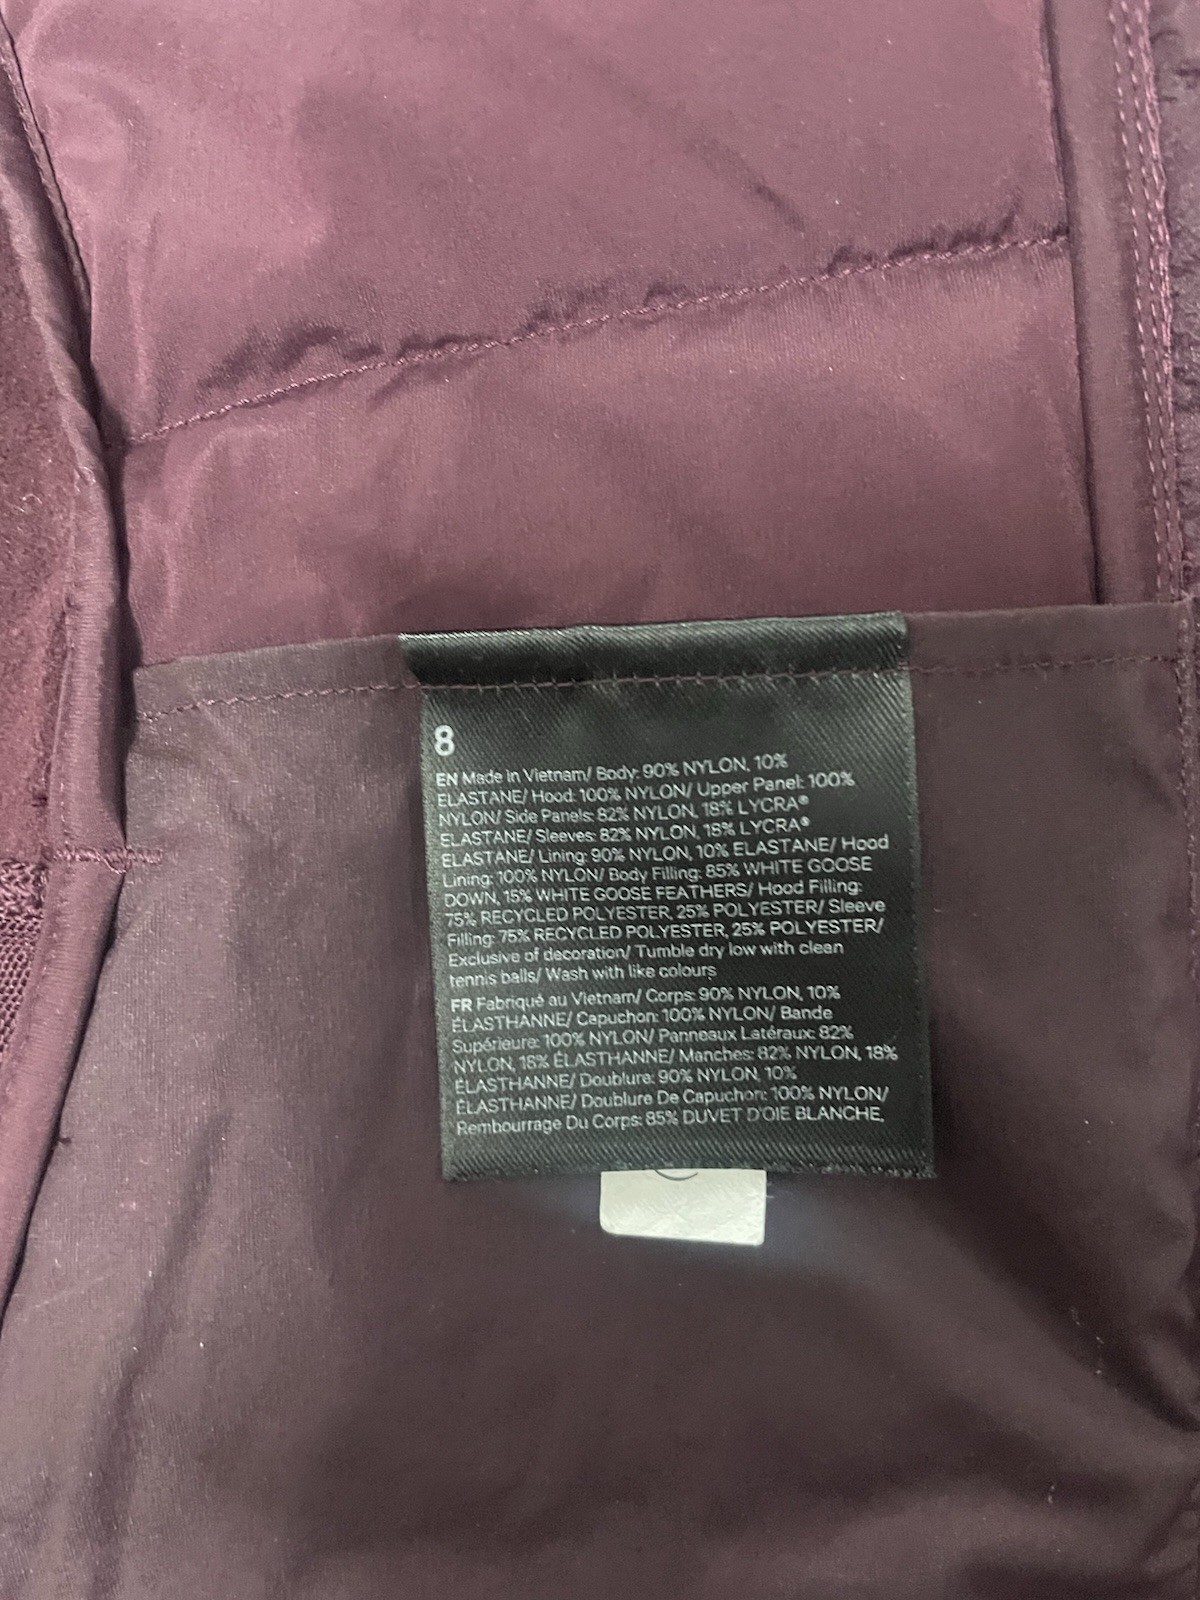 8
EN Made in Vietnam/ Body: 90% NYLON, 10%
ELASTANE/ Hood: 100% NYLON/ Upper Panel: 100%
NYLON/ Side Panels: 82% NYLON, 18% LYCRA®
ELASTANE/ Sleeves: 82% NYLON, 18% LYCRA®
ELASTANE/ Lining: 90% NYLON, 10% ELASTANE/ Hood
Lining: 100% NYLON/ Body Filling: 85% WHITE GOOSE
DOWN, 15% WHITE GOOSE FEATHERS/ Hood Filling:
75% RECYCLED POLYESTER, 25% POLYESTER/ Sleeve
Filling: 75% RECYCLED POLYESTER, 25% POLYESTER/
Exclusive of decoration/ Tumble dry low with clean
tennis balls/ Wash with like colours
FR Fabriqué au Vietnam/ Corps: 90% NYLON, 10%
ÉLASTHANNE/ Capuchon: 100% NYLON/ Bande
Supérieure: 100% NYLON/ Panneaux Latéraux: 82%
NYLON, 18% ÉLASTHANNE/ Manches: 82% NYLON, 18%
ÉLASTHANNE/ Doublure: 90% NYLON, 10%
ÉLASTHANNE/ Doublure De Capuchon: 100% NYLON/
Rembourrage Du Corps: 85% DUVET D'OIE BLANCHE,